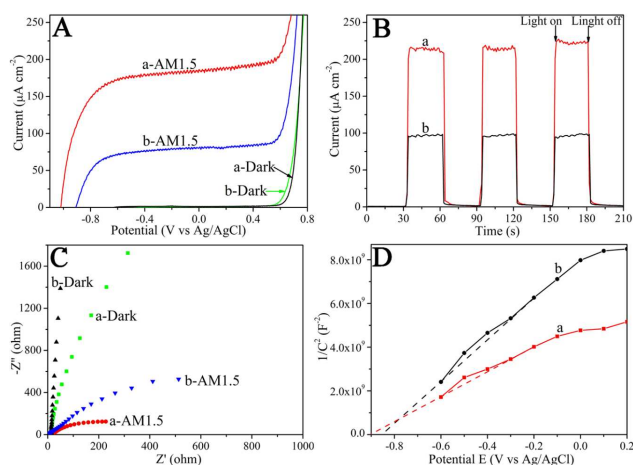 A
a-AM1.5
b-AM1.5
a-Dark
b-Dark
250
200
150
100
50
0
Current (μA cm⁻²)
-0.8
-0.4
0.0
0.4
0.8
Potential (V vs Ag/AgCl)
B
Light on
Linght off
a
b
250
200
150
100
50
0
Current (μA cm⁻²)
0
30
60
90
120
150
180
210
Time (s)
C
b-Dark
a-Dark
b-AM1.5
a-AM1.5
1600
1200
800
400
0
-Z'' (ohm)
0
200
400
600
800
1000
Z' (ohm)
D
b
a
8.0x10⁹
6.0x10⁹
4.0x10⁹
2.0x10⁹
0.0
1/C² (F⁻²)
-0.8
-0.6
-0.4
-0.2
0.0
0.2
Potential E (V vs Ag/AgCl)